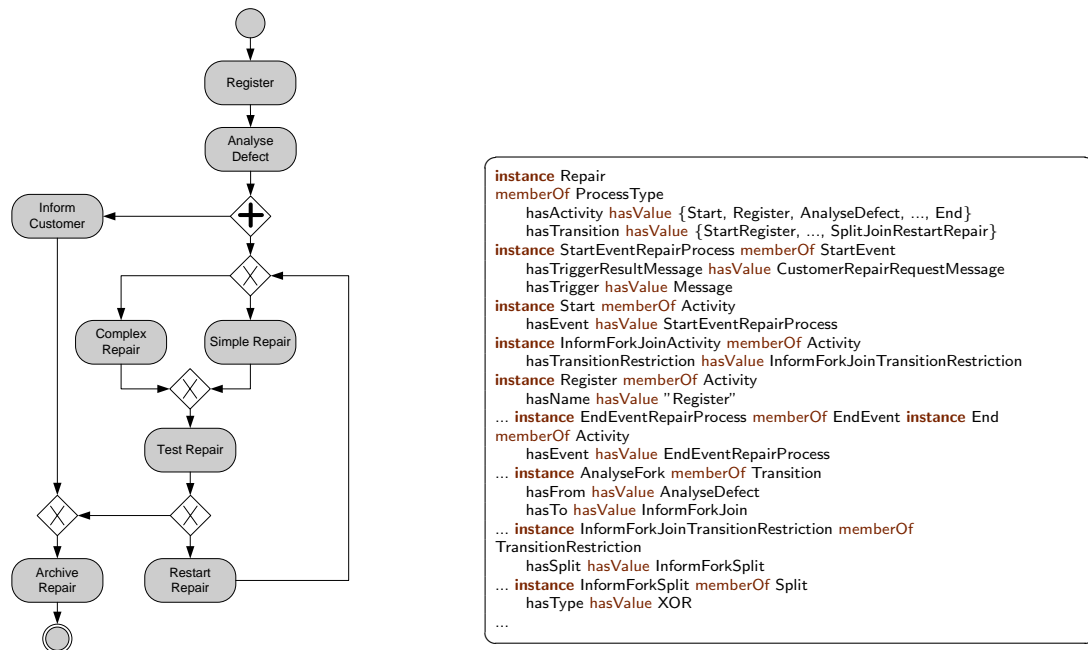 Register
Analyse
Defect
Inform
Customer
Complex
Repair
Simple Repair
Test Repair
Archive
Repair
Restart
Repair
instance Repair
memberOf ProcessType
hasActivity hasValue {Start, Register, AnalyseDefect, ..., End}
hasTransition hasValue {StartRegister, ..., SplitJoinRestartRepair}
instance StartEventRepairProcess memberOf StartEvent
hasTriggerResultMessage hasValue CustomerRepairRequestMessage
hasTrigger hasValue Message
instance Start memberOf Activity
hasEvent hasValue StartEventRepairProcess
instance InformForkJoinActivity memberOf Activity
hasTransitionRestriction hasValue InformForkJoinTransitionRestriction
instance Register memberOf Activity
hasName hasValue "Register"
... instance EndEventRepairProcess memberOf EndEvent instance End
memberOf Activity
hasEvent hasValue EndEventRepairProcess
... instance AnalyseFork memberOf Transition
hasFrom hasValue AnalyseDefect
hasTo hasValue InformForkJoin
... instance InformForkJoinTransitionRestriction memberOf
TransitionRestriction
hasSplit hasValue InformForkSplit
... instance InformForkSplit memberOf Split
hasType hasValue XOR
...